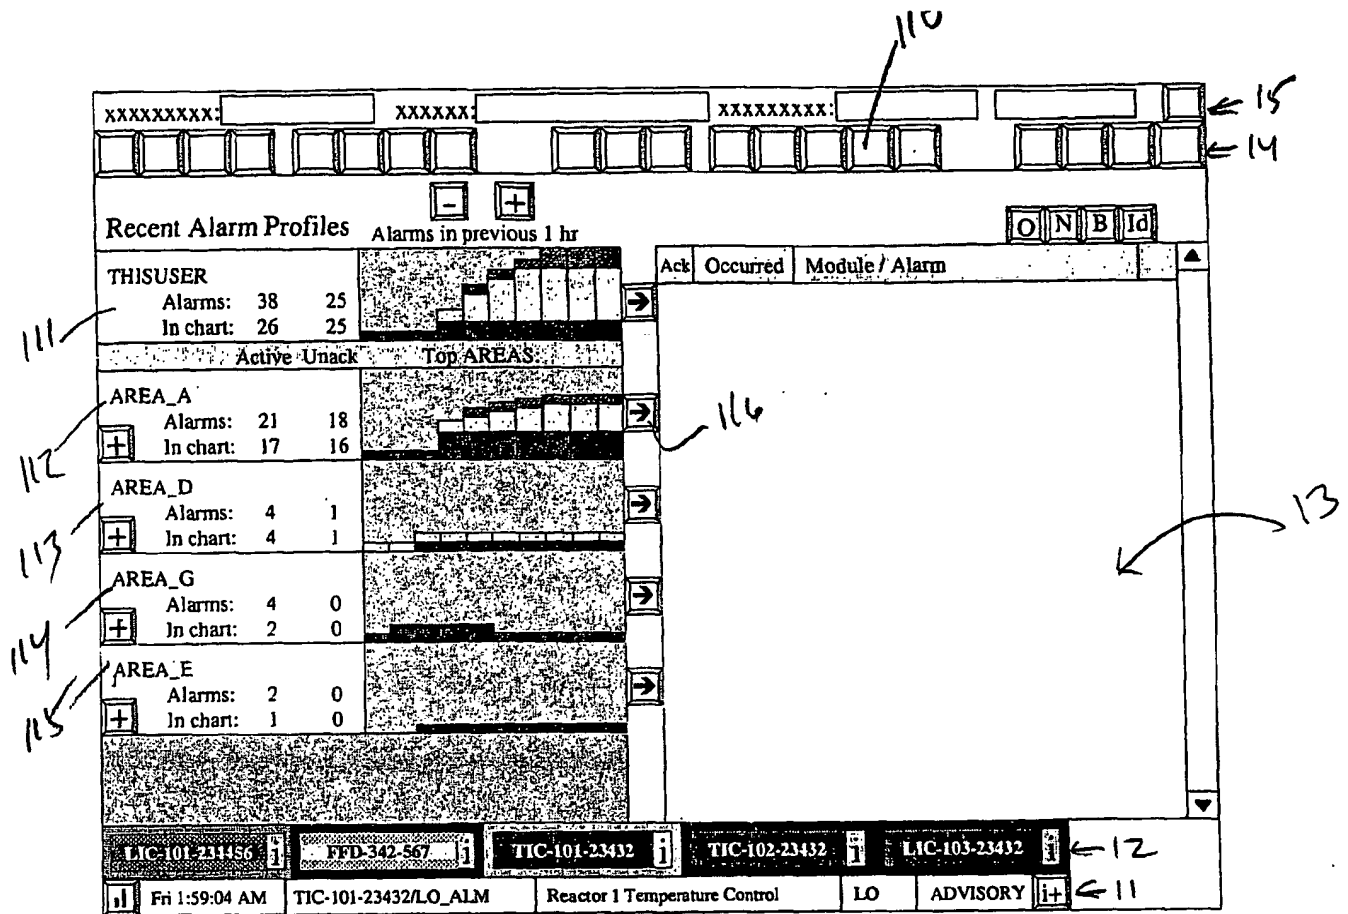 110
xxxxxxxxx: xxxxxx: xxxxxxxxx: 15
14
- +
Recent Alarm Profiles Alarms in previous 1 hr O N B Id
Ack Occurred Module / Alarm
THISUSER
Alarms: 38 25
In chart: 26 25
111
Active Unack Top AREAS
AREA_A
Alarms: 21 18
+ In chart: 17 16
112
116
AREA_D
Alarms: 4 1
+ In chart: 4 1
113
13
AREA_G
Alarms: 4 0
+ In chart: 2 0
114
AREA_E
Alarms: 2 0
+ In chart: 1 0
115
LIC-101-234456 i FFD-342-567 i TIC-101-23432 i TIC-102-23432 i LIC-103-23432 i 12
Fri 1:59:04 AM TIC-101-23432/LO_ALM Reactor 1 Temperature Control LO ADVISORY i+ 11